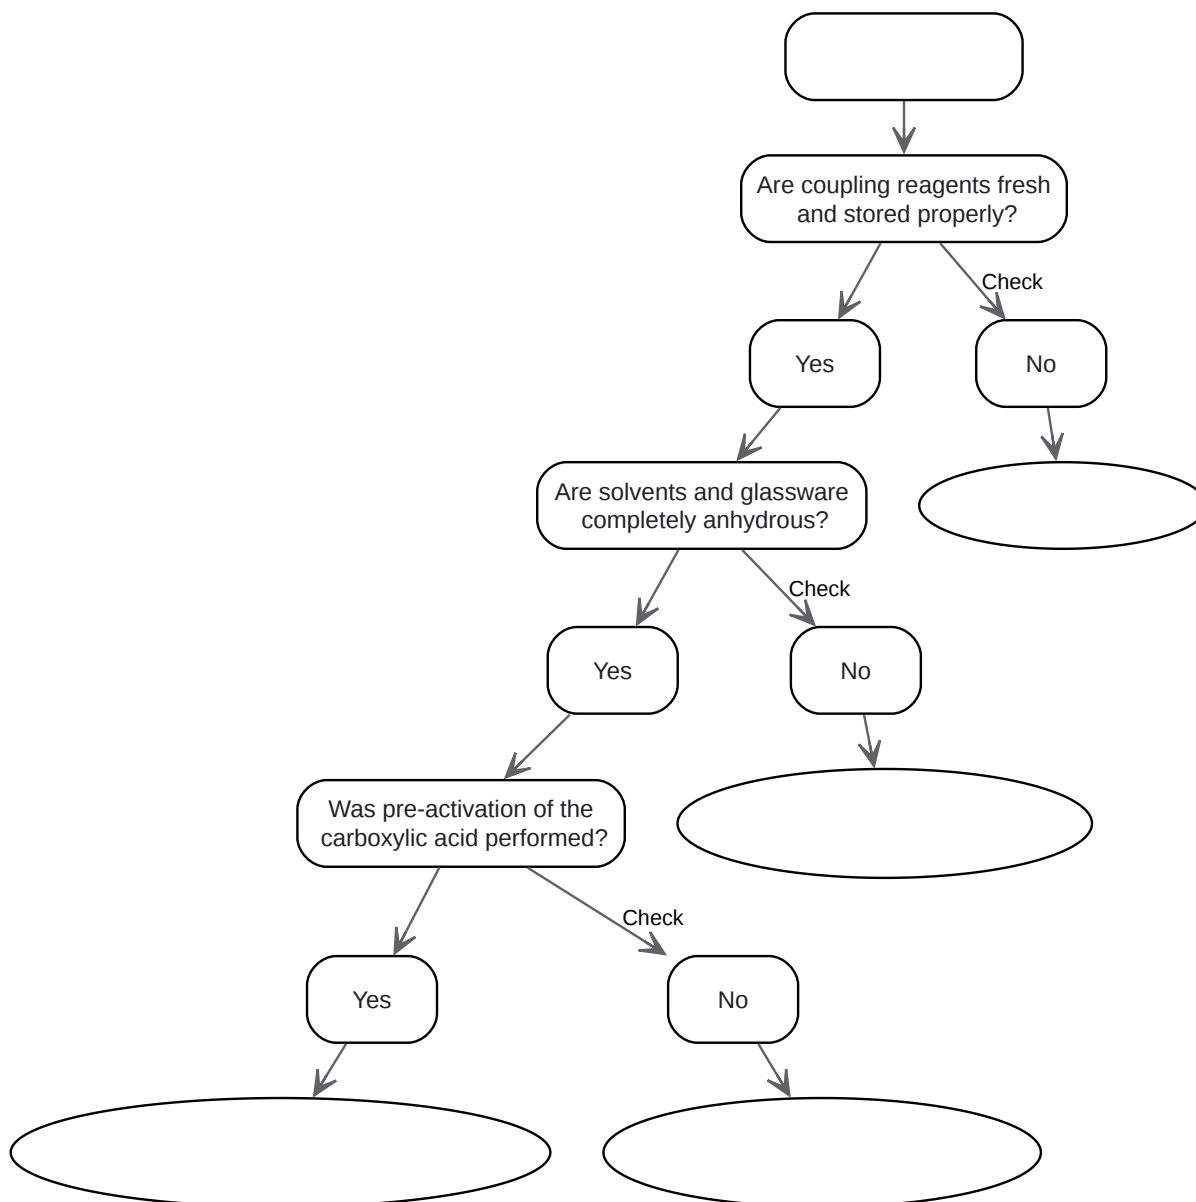 Are coupling reagents fresh
and stored properly?
Check
Yes
No
Are solvents and glassware
completely anhydrous?
Check
Yes
No
Was pre-activation of the
carboxylic acid performed?
Check
Yes
No